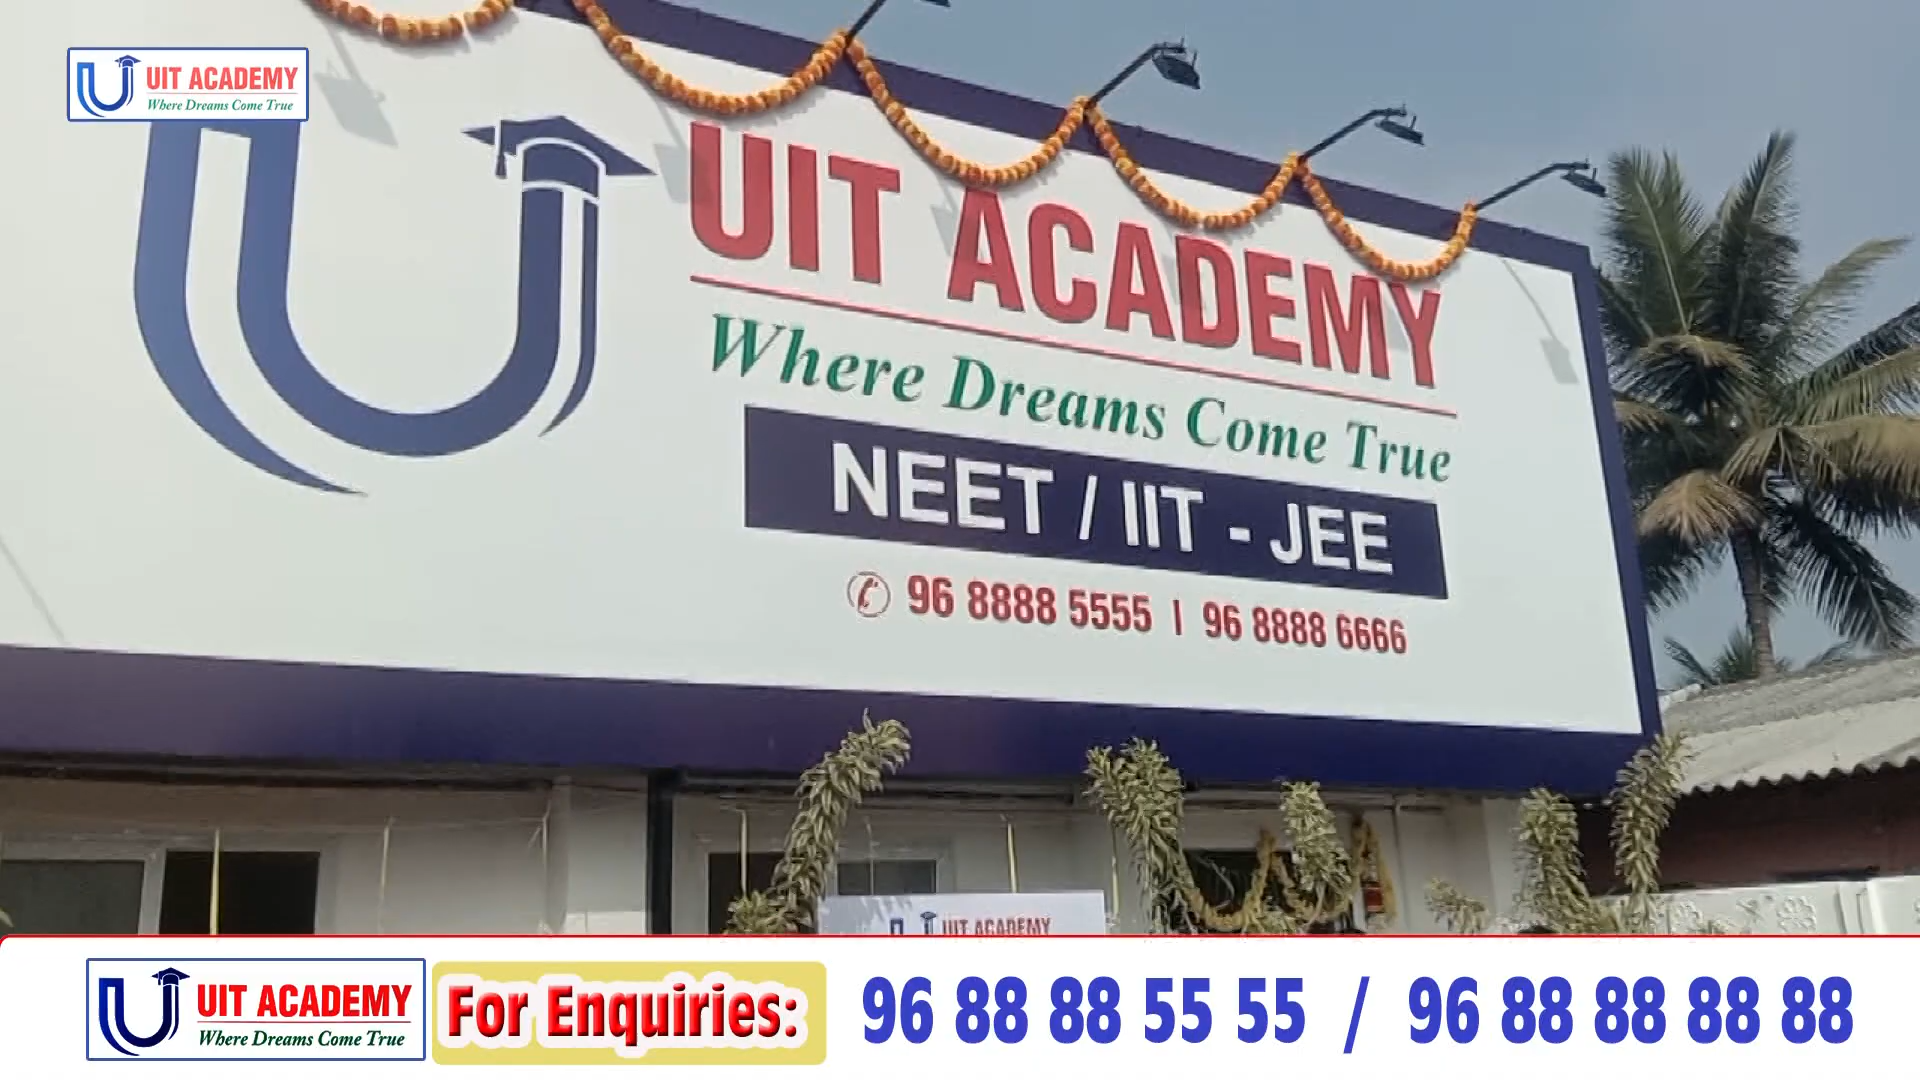 UIT ACADEMY
Where Dreams Come True
UIT ACADEMY
Where Dreams Come True
NEET / IIT - JEE
96 8888 5555 | 96 8888 6666
UIT ACADEMY
UIT ACADEMY
Where Dreams Come True
For Enquiries:
96 88 88 55 55 / 96 88 88 88 88